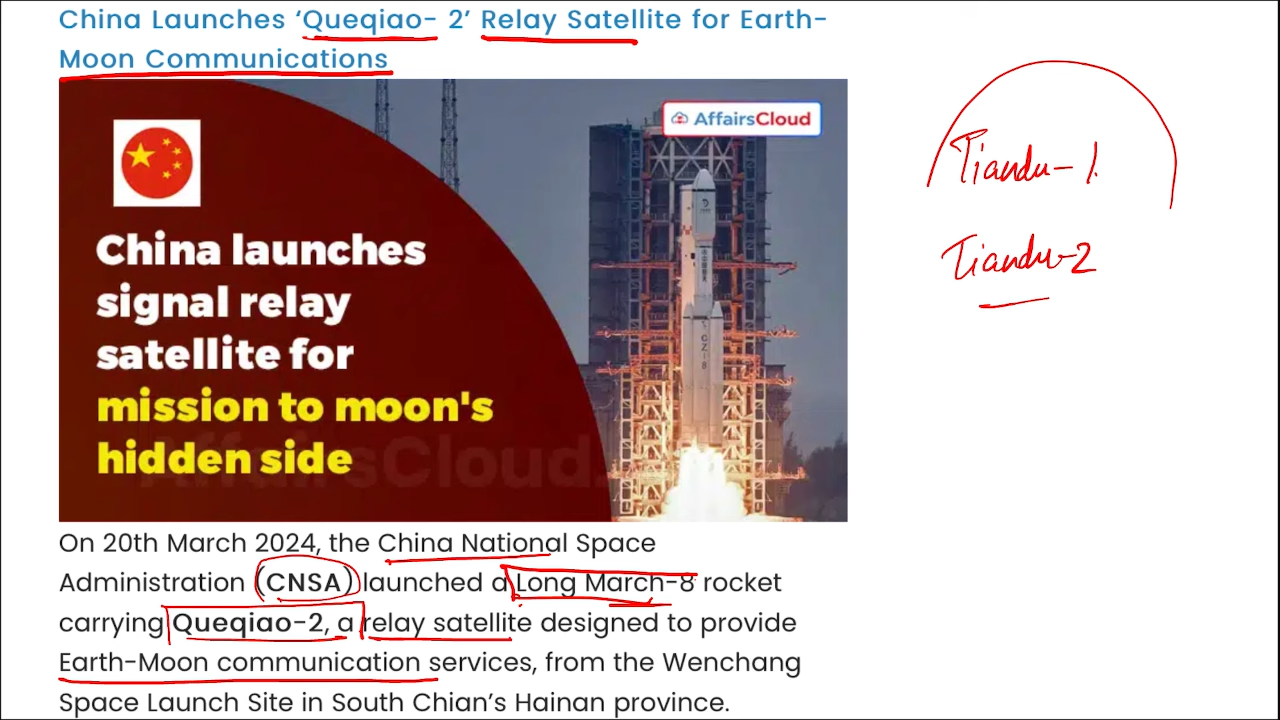 China Launches ‘Queqiao- 2’ Relay Satellite for Earth-
Moon Communications
AffairsCloud
China launches
signal relay
satellite for
mission to moon's
hidden side
AffairsCloud.
CZ-8
Tiandu-1.
Tiandu-2
On 20th March 2024, the China National Space
Administration (CNSA) launched a Long March-8 rocket
carrying Queqiao-2, a relay satellite designed to provide
Earth-Moon communication services, from the Wenchang
Space Launch Site in South Chian’s Hainan province.